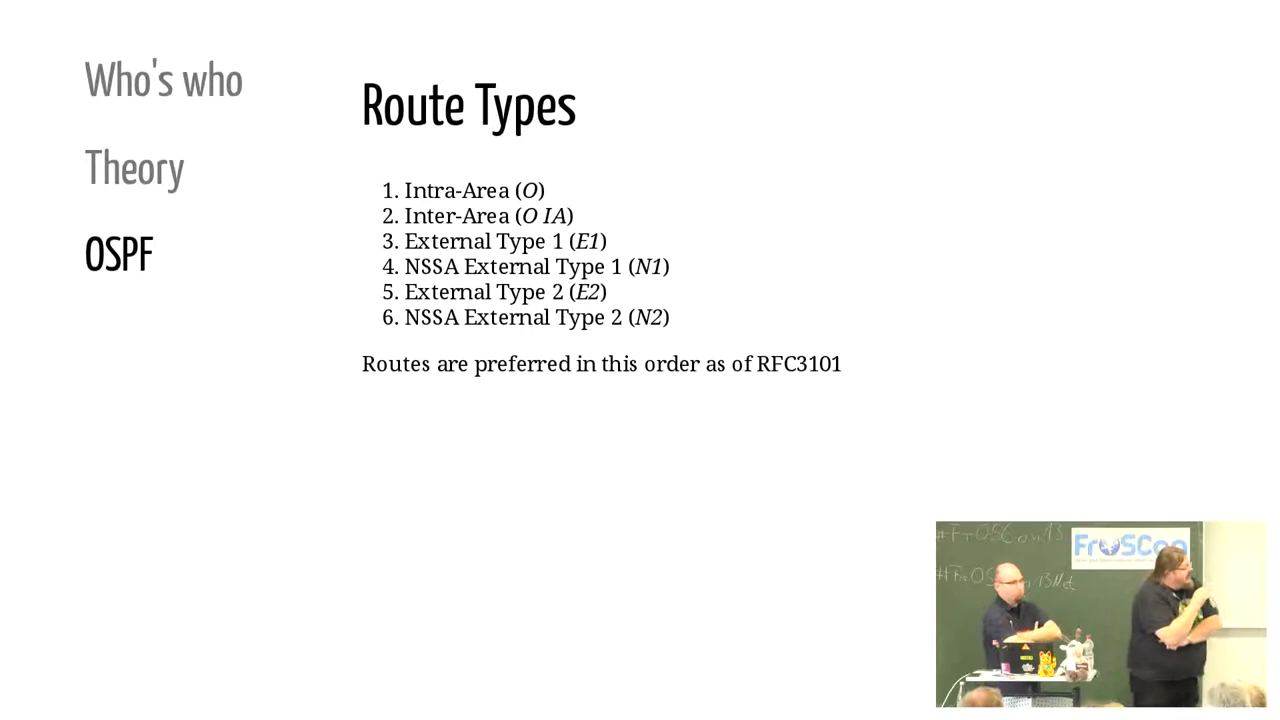 Who's who
Theory
OSPF
Route Types
1. Intra-Area (O)
2. Inter-Area (O IA)
3. External Type 1 (E1)
4. NSSA External Type 1 (N1)
5. External Type 2 (E2)
6. NSSA External Type 2 (N2)
Routes are preferred in this order as of RFC3101
#FrOSCon13
FrOSCon